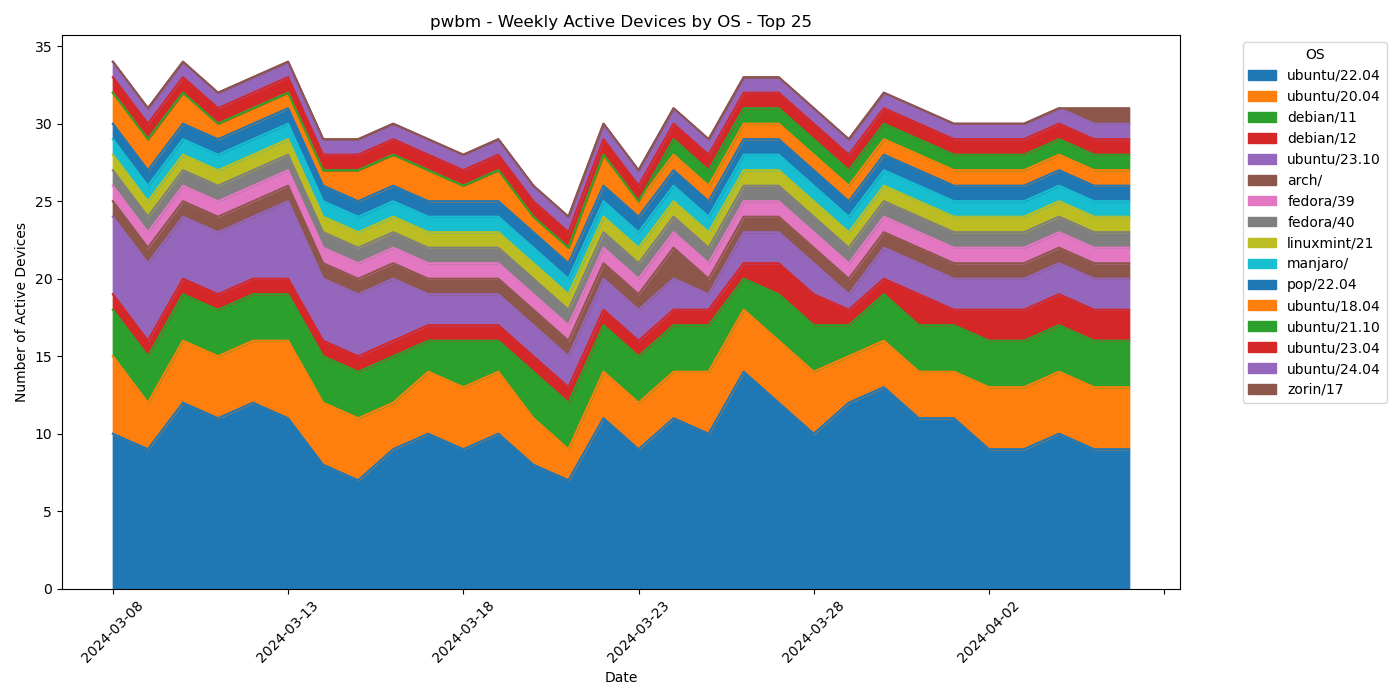 pwbm - Weekly Active Devices by OS - Top 25
Number of Active Devices
35
30
25
20
15
10
5
0
2024-03-08
2024-03-13
2024-03-18
2024-03-23
2024-03-28
2024-04-02
Date
OS
ubuntu/22.04
ubuntu/20.04
debian/11
debian/12
ubuntu/23.10
arch/
fedora/39
fedora/40
linuxmint/21
manjaro/
pop/22.04
ubuntu/18.04
ubuntu/21.10
ubuntu/23.04
ubuntu/24.04
zorin/17